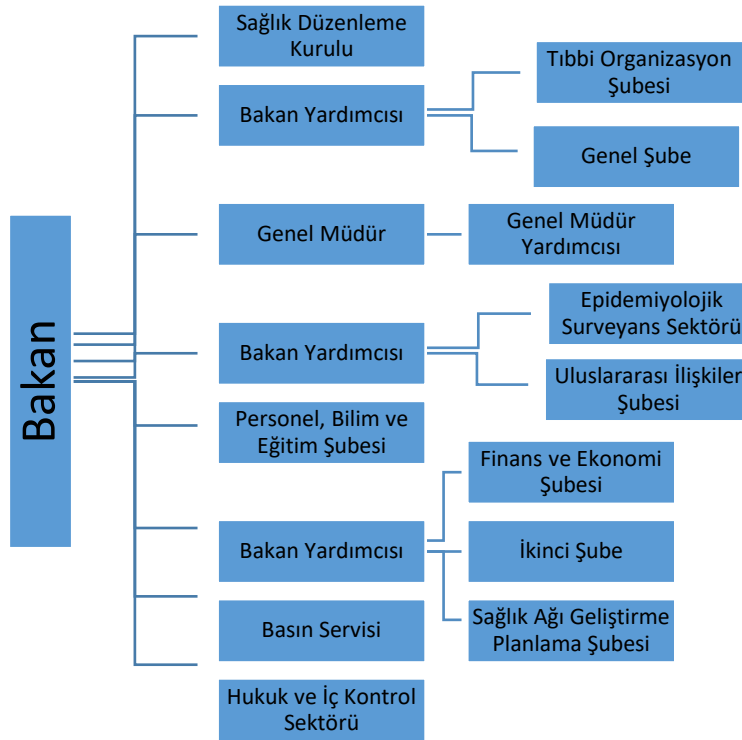 Bakan
Sağlık Düzenleme
Kurulu
Bakan Yardımcısı
Tıbbi Organizasyon
Şubesi
Genel Şube
Genel Müdür
Genel Müdür
Yardımcısı
Bakan Yardımcısı
Epidemiyolojik
Surveyans Sektörü
Uluslararası İlişkiler
Şubesi
Personel, Bilim ve
Eğitim Şubesi
Bakan Yardımcısı
Finans ve Ekonomi
Şubesi
İkinci Şube
Sağlık Ağı Geliştirme
Planlama Şubesi
Basın Servisi
Hukuk ve İç Kontrol
Sektörü